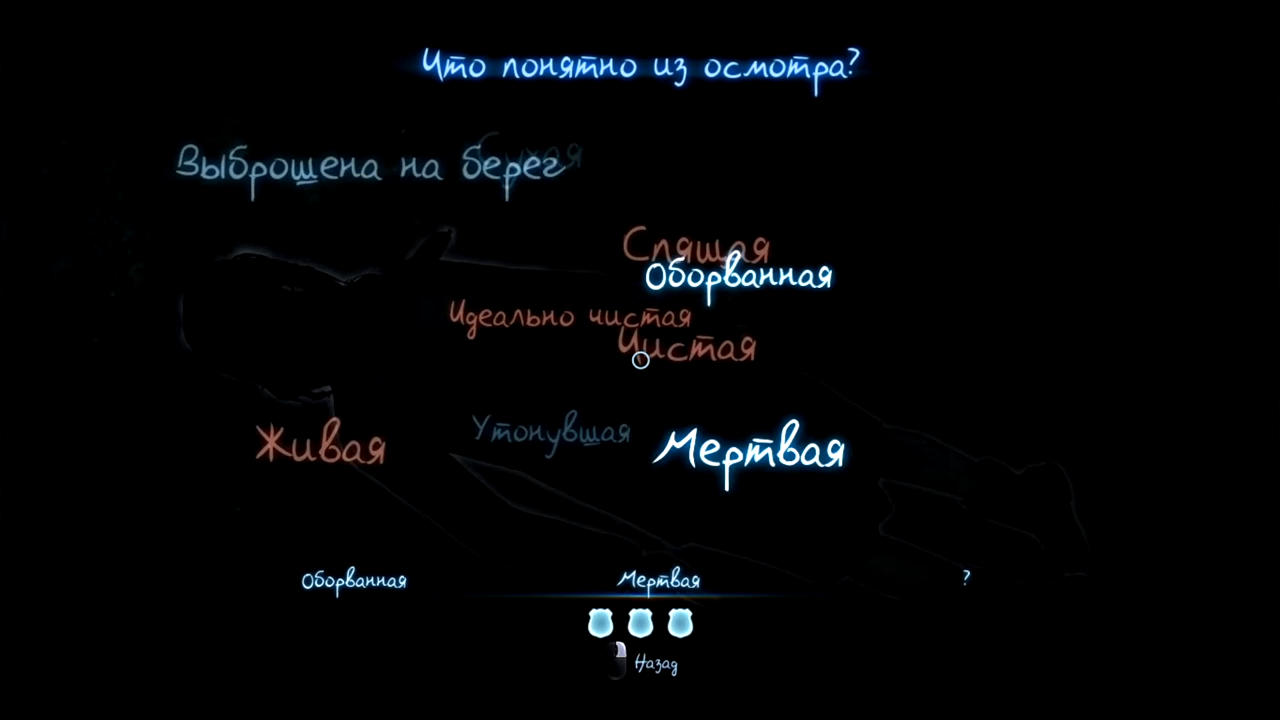 Что понятно из осмотра?
Выброшена на берег
Спящая
Оборванная
Идеально чистая
Чистая
Живая
Утонувшая
Мертвая
Оборванная
Мертвая
?
Назад